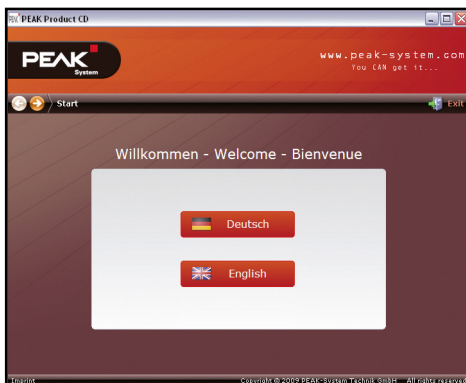 PEAK Product CD
PEAK
System
www.peak-system.com
You CAN get it...
Start
Exit
Willkommen - Welcome - Bienvenue
Deutsch
English
Imprint
Copyright © 2009 PEAK-System Technik GmbH All rights reserved